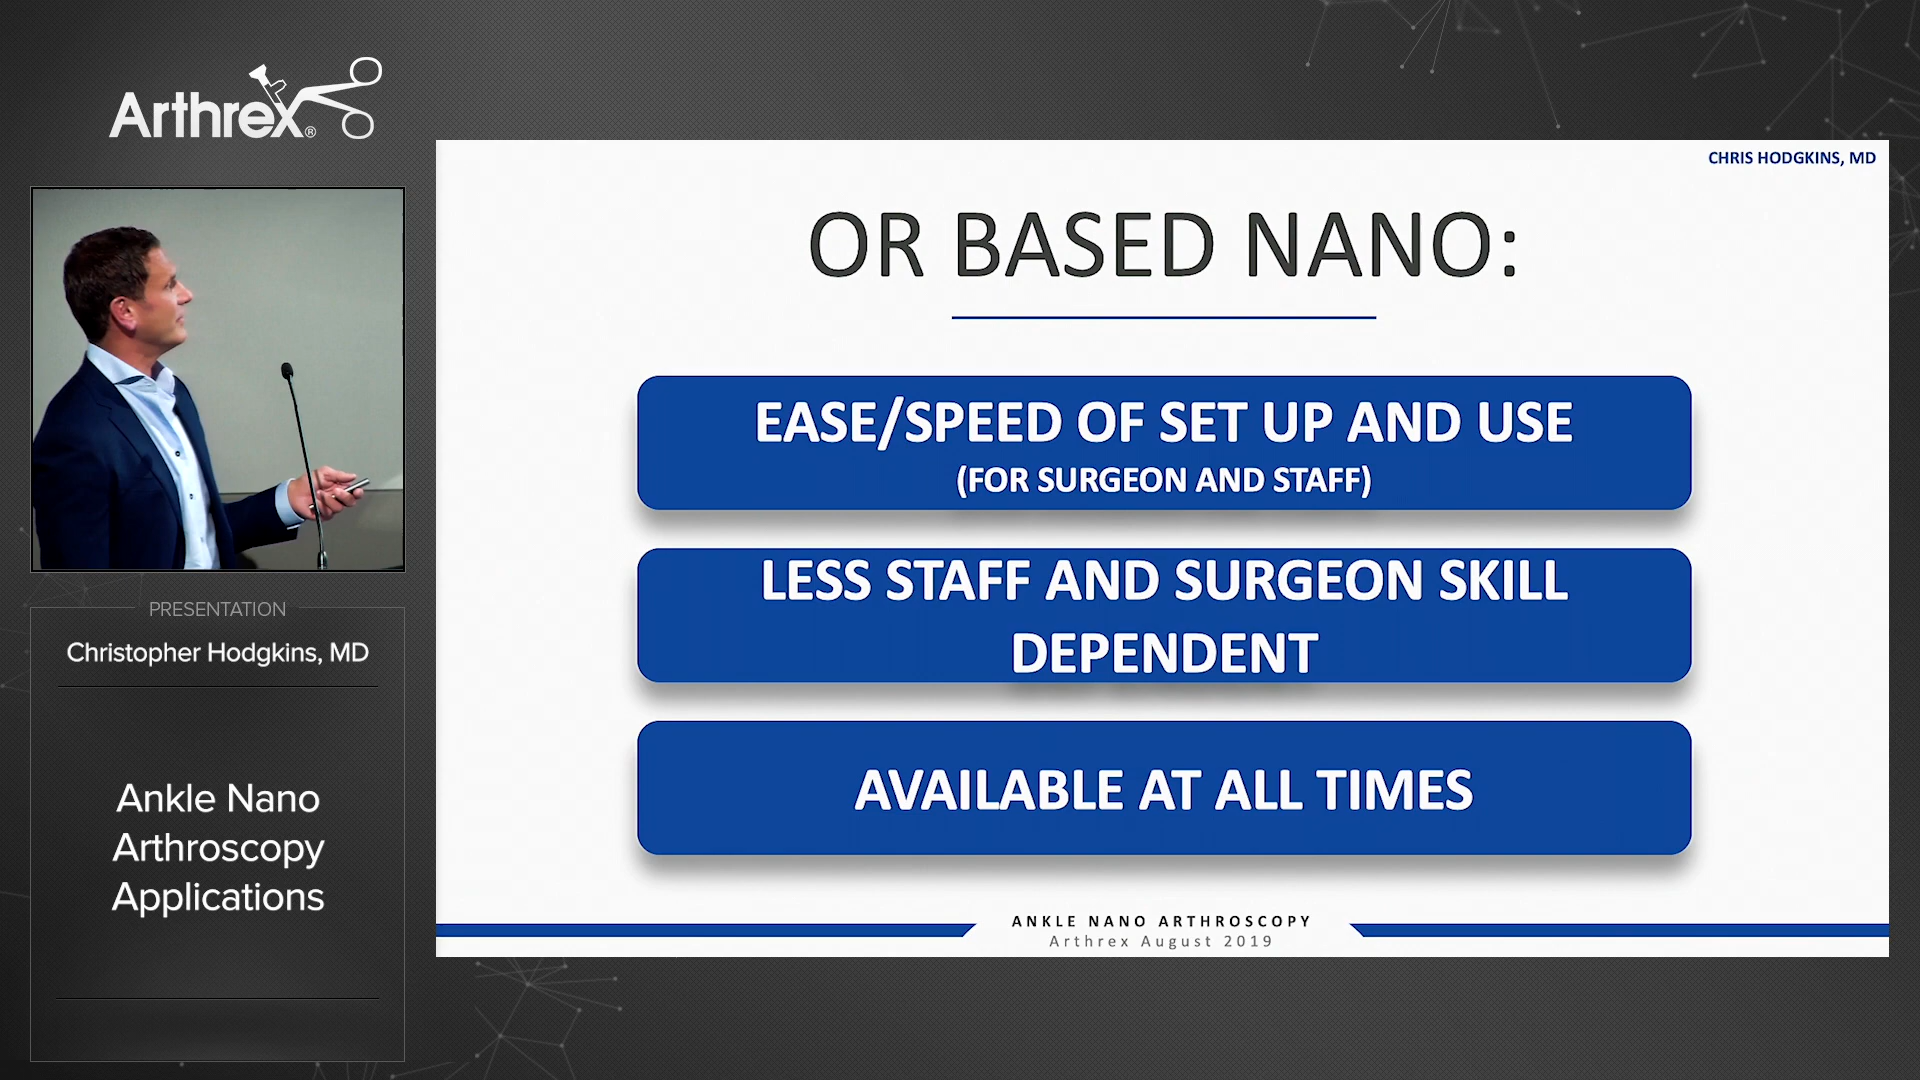 Arthrex®
PRESENTATION
Christopher Hodgkins, MD
Ankle Nano
Arthroscopy
Applications
CHRIS HODGKINS, MD
OR BASED NANO:
EASE/SPEED OF SET UP AND USE
(FOR SURGEON AND STAFF)
LESS STAFF AND SURGEON SKILL
DEPENDENT
AVAILABLE AT ALL TIMES
ANKLE NANO ARTHROSCOPY
Arthrex August 2019